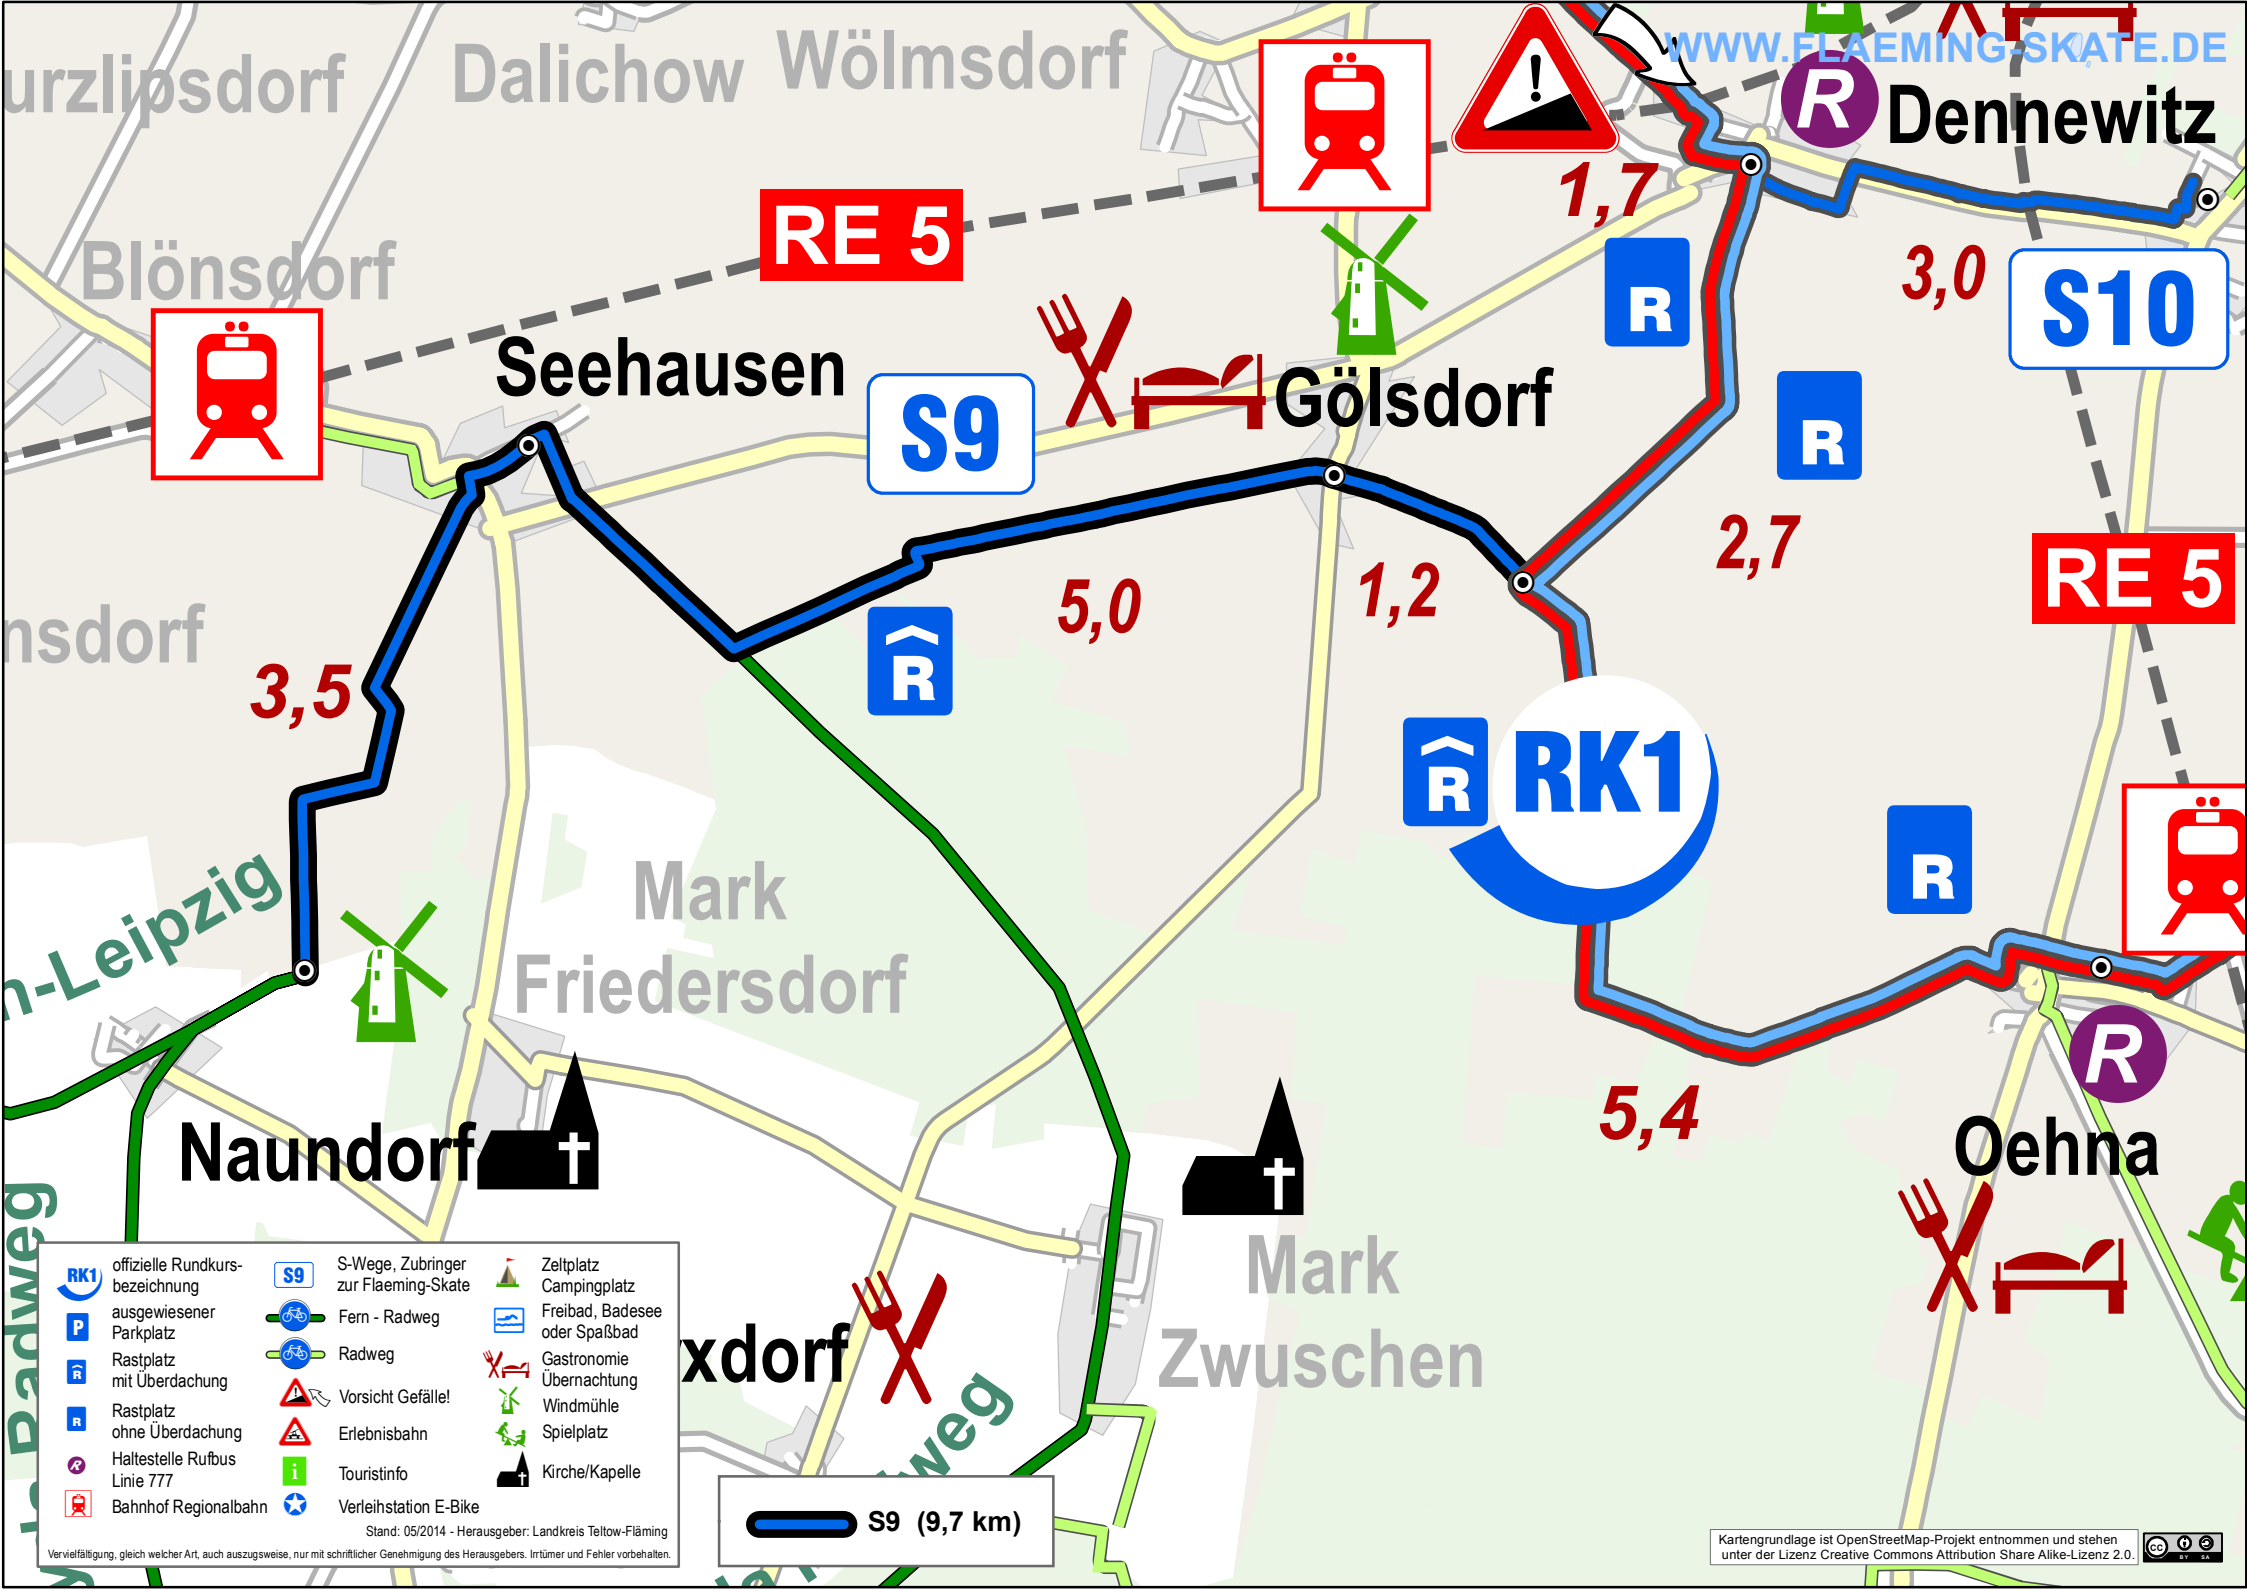 WWW.FLAEMING-SKATE.DE
urzlipsdorf
Dalichow
Wölmsdorf
R
Dennewitz
1,7
RE 5
Blönsdorf
3,0
S10
R
Seehausen
S9
Gölsdorf
R
2,7
RE 5
5,0
1,2
nsdorf
3,5
R
R
RK1
R
Mark
Friedersdorf
n-Leipzig
R
5,4
Oehna
Naundorf
Mark
Zwuschen
xdorf
Radweg
weg
RK1 offizielle Rundkurs-
bezeichnung
P ausgewiesener
Parkplatz
R Rastplatz
mit Überdachung
R Rastplatz
ohne Überdachung
R Haltestelle Rufbus
Linie 777
Bahnhof Regionalbahn
S9 S-Wege, Zubringer
zur Flaeming-Skate
Fern - Radweg
Radweg
Vorsicht Gefälle!
Erlebnisbahn
i Touristinfo
Verleihstation E-Bike
Zeltplatz
Campingplatz
Freibad, Badesee
oder Spaßbad
Gastronomie
Übernachtung
Windmühle
Spielplatz
Kirche/Kapelle
Stand: 05/2014 - Herausgeber: Landkreis Teltow-Fläming
Vervielfältigung, gleich welcher Art, auch auszugsweise, nur mit schriftlicher Genehmigung des Herausgebers. Irrtümer und Fehler vorbehalten.
S9 (9,7 km)
Kartengrundlage ist OpenStreetMap-Projekt entnommen und stehen
unter der Lizenz Creative Commons Attribution Share Alike-Lizenz 2.0.
cc
BY SA